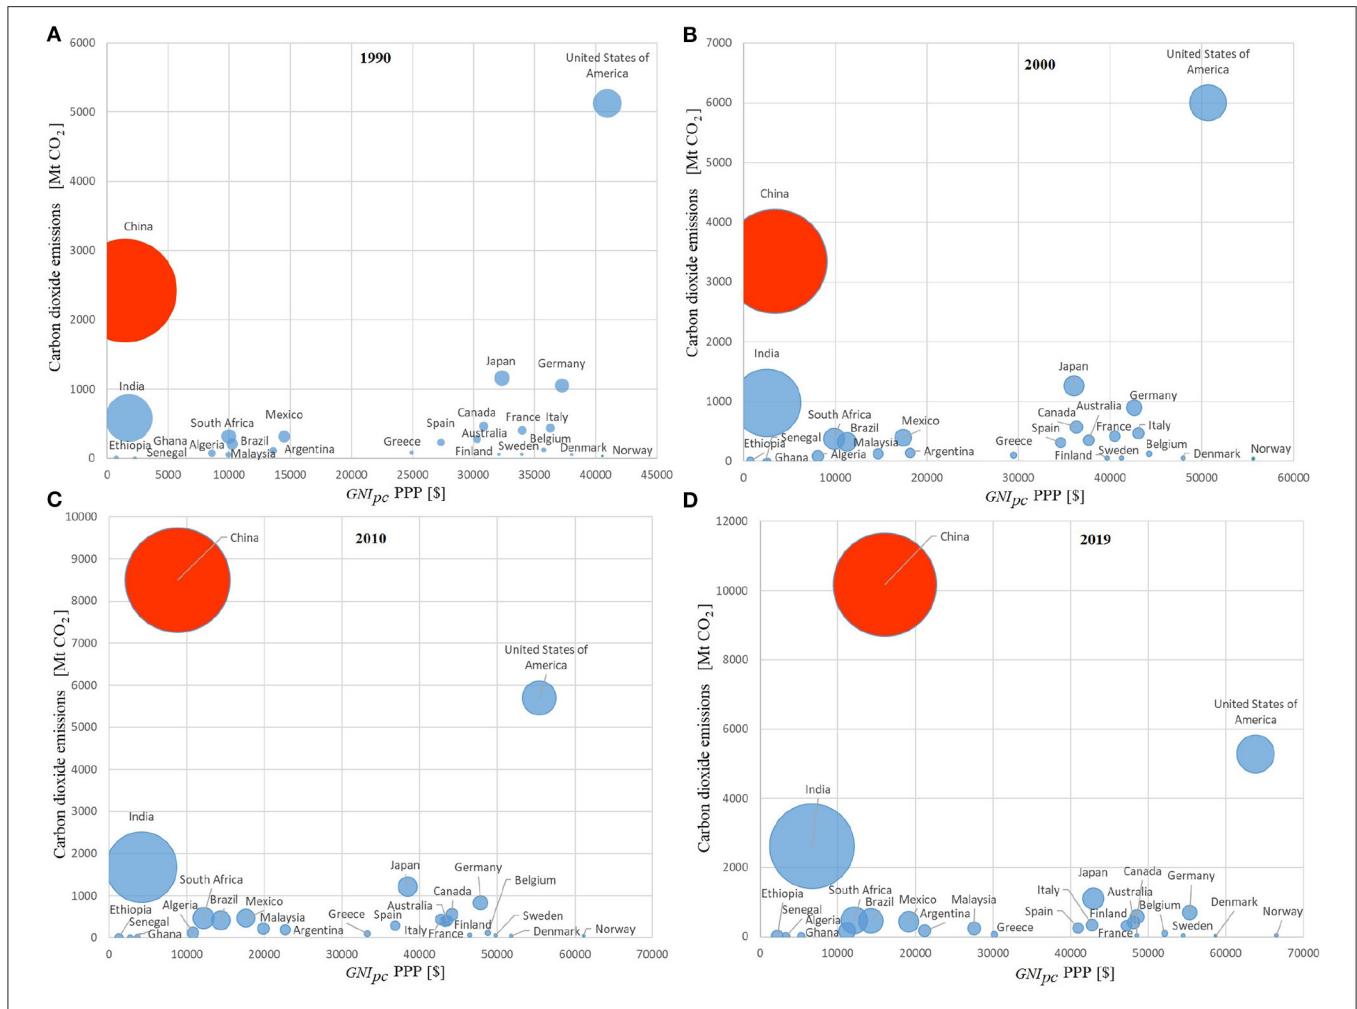 A
1990
Carbon dioxide emissions [Mt CO2]
6000
5000
4000
3000
2000
1000
0
United States of
America
China
India
Japan
Germany
South Africa
Mexico
Canada
Spain
France
Italy
Ethiopia
Ghana
Senegal
Algeria
Brazil
Malaysia
Argentina
Greece
Australia
Finland
Sweden
Belgium
Denmark
Norway
0 5000 10000 15000 20000 25000 30000 35000 40000 45000
GNIpc PPP [$]
B
2000
Carbon dioxide emissions [Mt CO2]
7000
6000
5000
4000
3000
2000
1000
0
United States of
America
China
India
Japan
Germany
Australia
Canada
Spain
France
Italy
South Africa
Brazil
Mexico
Senegal
Ethiopia
Malaysia
Ghana
Algeria
Argentina
Greece
Finland
Sweden
Belgium
Denmark
Norway
0 10000 20000 30000 40000 50000 60000
GNIpc PPP [$]
C
2010
Carbon dioxide emissions [Mt CO2]
10000
9000
8000
7000
6000
5000
4000
3000
2000
1000
0
China
United States of
America
India
Japan
Germany
South Africa
Belgium
Algeria
Brazil
Mexico
Canada
Australia
Ethiopia
Senegal
Malaysia
Greece
Spain
Sweden
Ghana
Argentina
Italy
France
Finland
Denmark
Norway
0 10000 20000 30000 40000 50000 60000 70000
GNIpc PPP [$]
D
2019
Carbon dioxide emissions [Mt CO2]
12000
10000
8000
6000
4000
2000
0
China
United States of
America
India
Japan
Canada
Germany
Ethiopia
South Africa
Brazil
Mexico
Malaysia
Italy
Australia
Belgium
Denmark
Norway
Senegal
Algeria
Ghana
Argentina
Greece
Spain
Finland
France
Sweden
0 10000 20000 30000 40000 50000 60000 70000
GNIpc PPP [$]